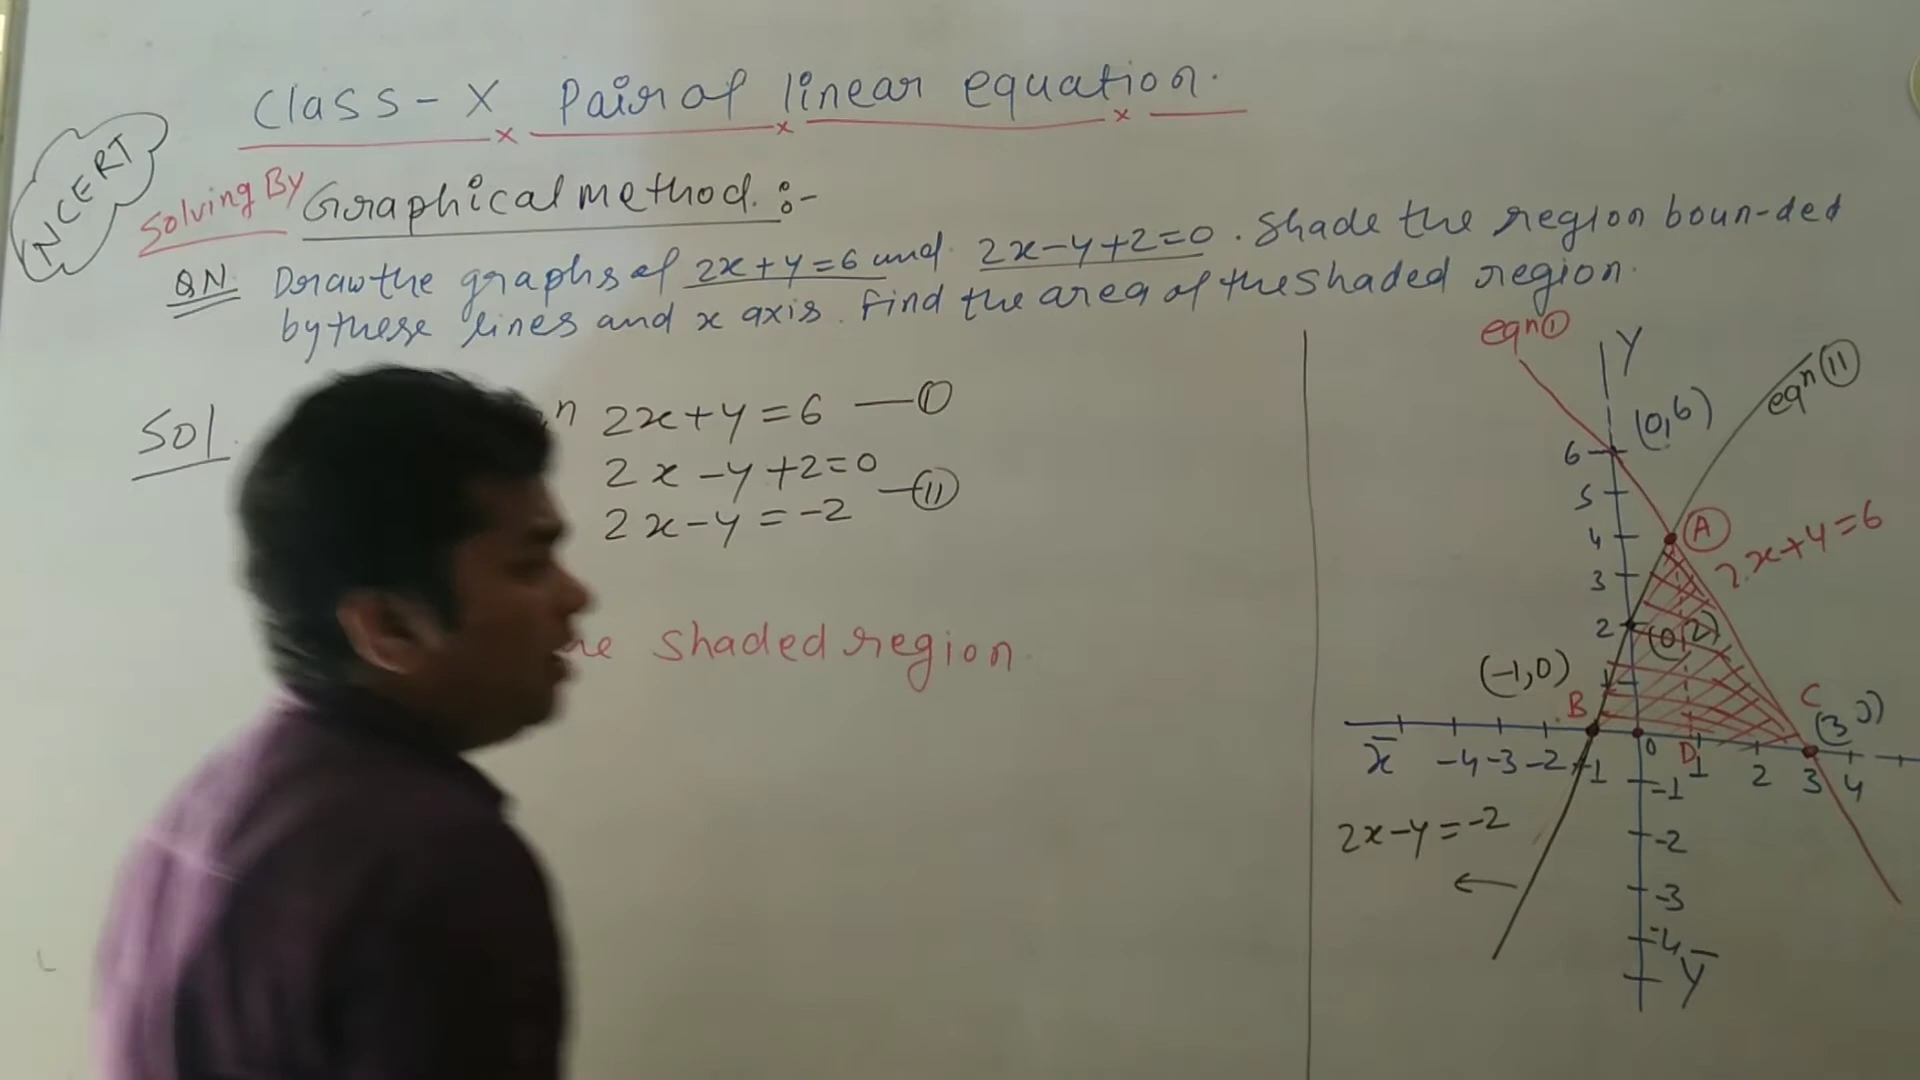 Class - X Pair of linear equation.
NCERT
Solving By Graphical method. :-
QN. Draw the graphs of 2x+y=6 and 2x-y+2=0. Shade the region boun-ded
by these lines and x axis. Find the area of the shaded region.
Sol.
2x+y=6 —①
2x-y+2=0
2x-y=-2 —⑪
shaded region.
eqn①
Y
eqn⑪
(0,6)
6
5
4
A
2x+y=6
3
2
(0,2)
(-1,0)
1
B
C
(3 0)
x̄ -4 -3 -2 -1 0 D 1 2 3 4
-1
2x-y=-2
-2
←
-3
-4
Ȳ